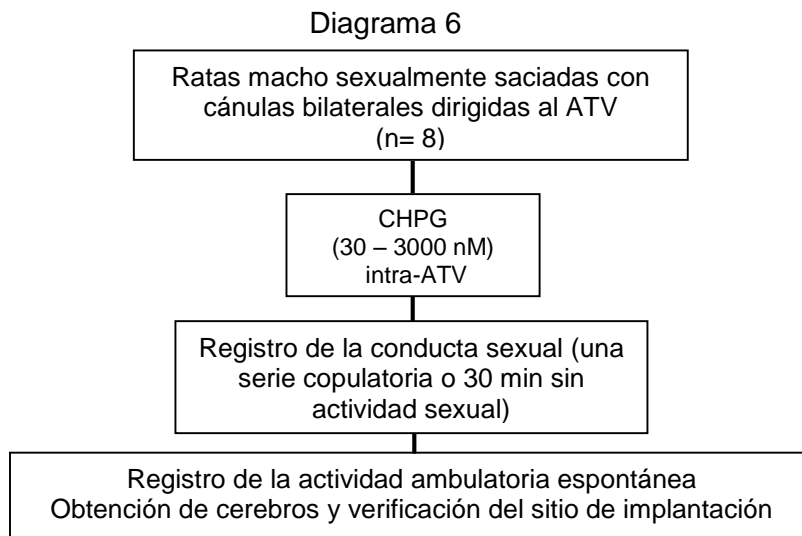 Diagrama 6
Ratas macho sexualmente saciadas con
cánulas bilaterales dirigidas al ATV
(n= 8)
CHPG
(30 – 3000 nM)
intra-ATV
Registro de la conducta sexual (una
serie copulatoria o 30 min sin
actividad sexual)
Registro de la actividad ambulatoria espontánea
Obtención de cerebros y verificación del sitio de implantación